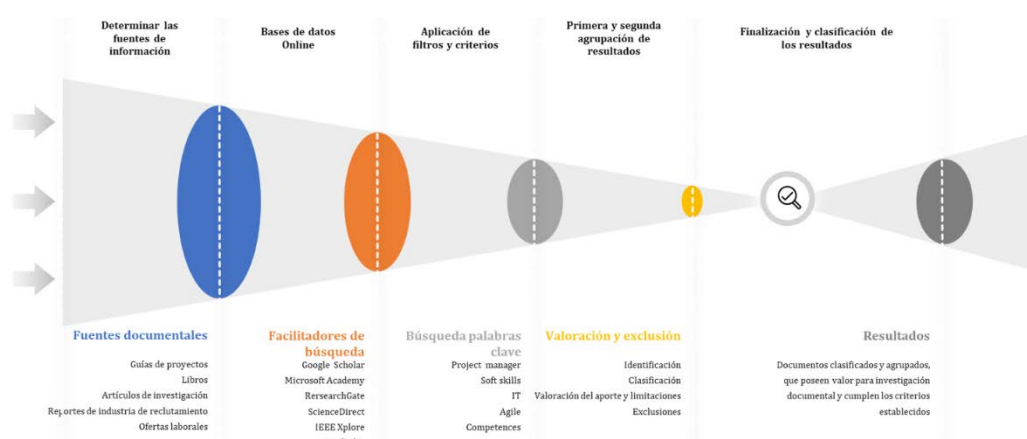 Determinar las
fuentes de
información
Bases de datos
Online
Aplicación de
filtros y criterios
Primera y segunda
agrupación de
resultados
Finalización y clasificación de
los resultados
Fuentes documentales
Guías de proyectos
Libros
Artículos de investigación
Reportes de industria de reclutamiento
Ofertas laborales
Facilitadores de
búsqueda
Google Scholar
Microsoft Academy
RersearchGate
ScienceDirect
IEEE Xplore
Búsqueda palabras
clave
Project manager
Soft skills
IT
Agile
Competences
Valoración y exclusión
Identificación
Clasificación
Valoración del aporte y limitaciones
Exclusiones
Resultados
Documentos clasificados y agrupados,
que poseen valor para investigación
documental y cumplen los criterios
establecidos